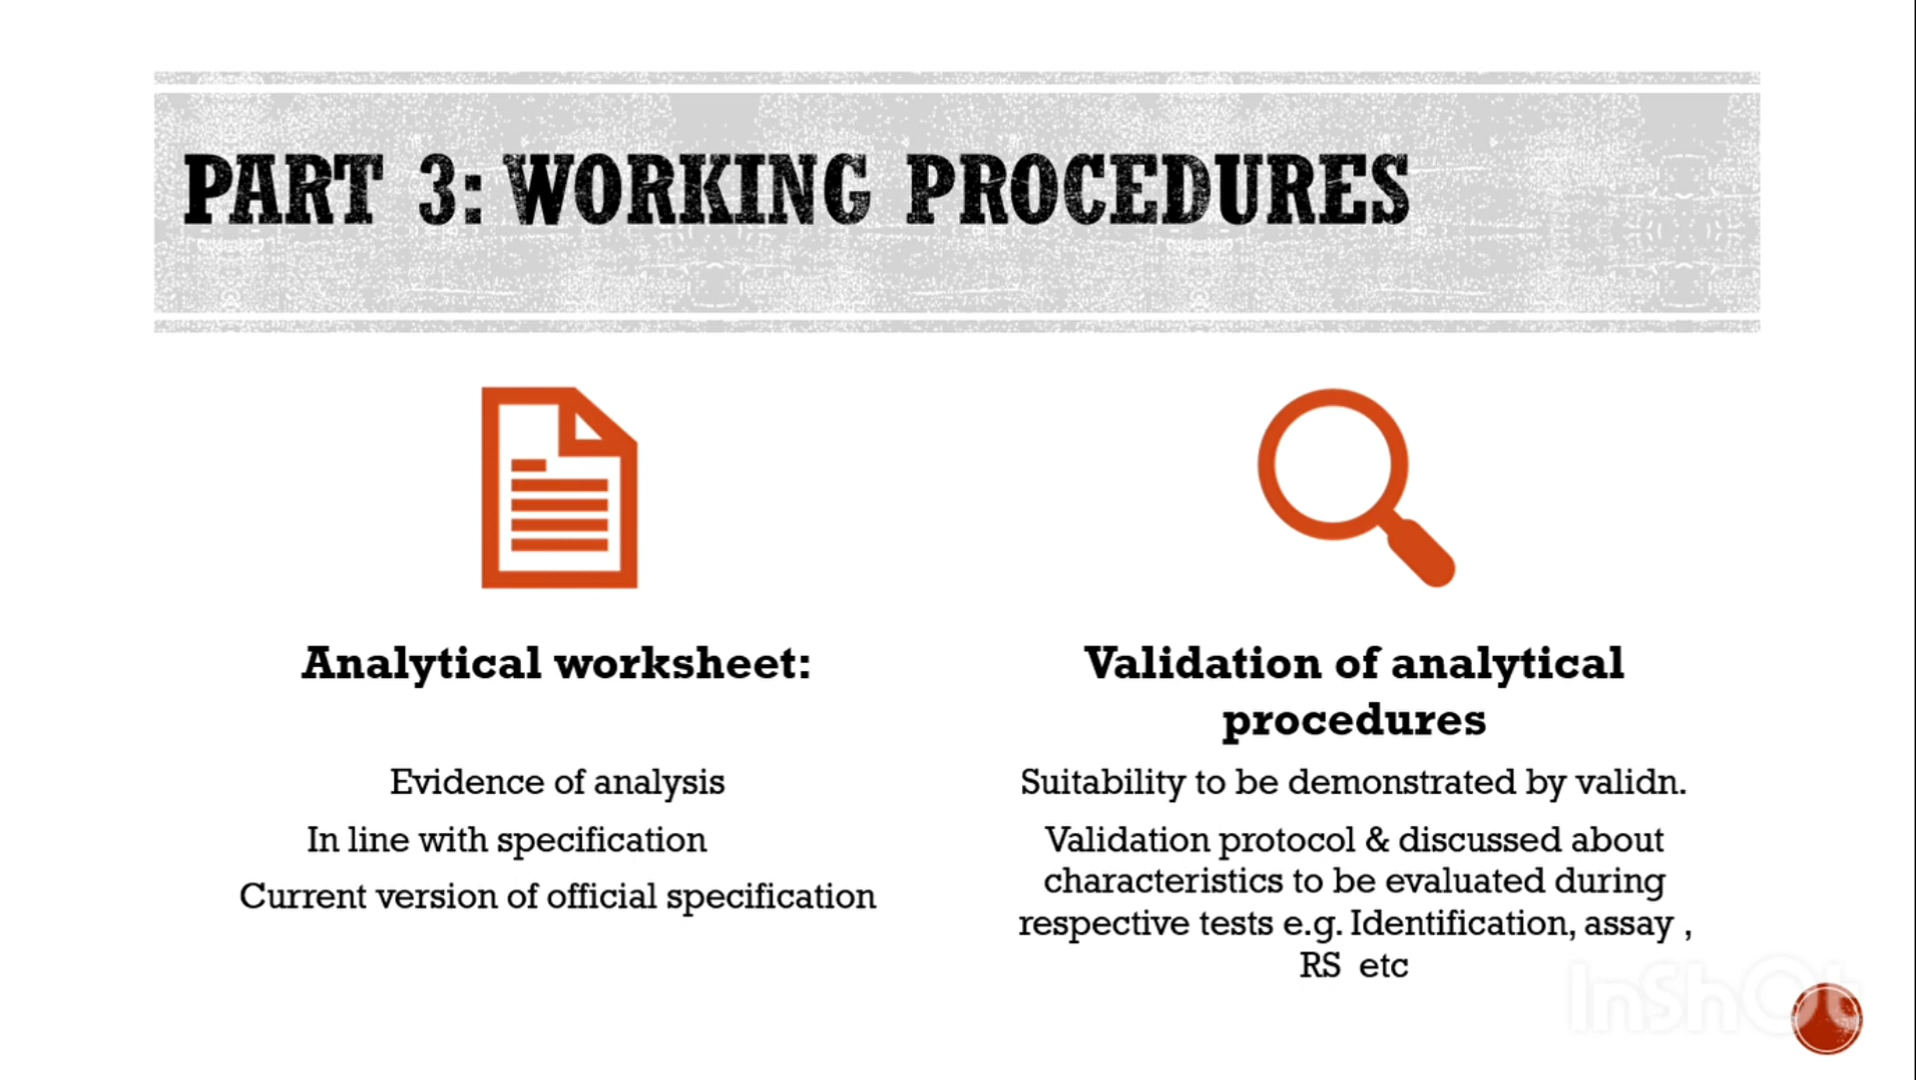 PART 3: WORKING PROCEDURES
Analytical worksheet:
Evidence of analysis
In line with specification
Current version of official specification
Validation of analytical
procedures
Suitability to be demonstrated by validn.
Validation protocol & discussed about
characteristics to be evaluated during
respective tests e.g. Identification, assay ,
RS etc
InShOt